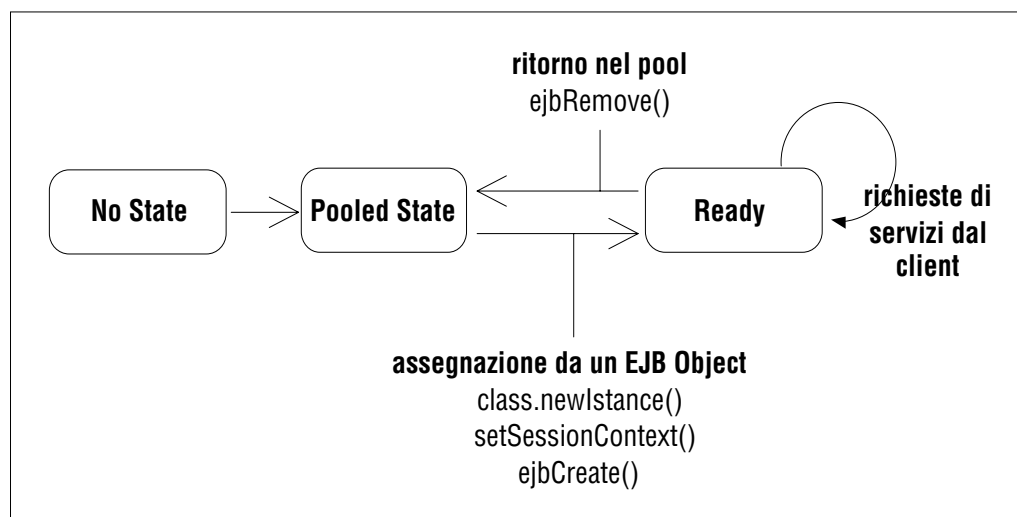 ritorno nel pool
ejbRemove()
No State
Pooled State
Ready
richieste di
servizi dal
client
assegnazione da un EJB Object
class.newIstance()
setSessionContext()
ejbCreate()